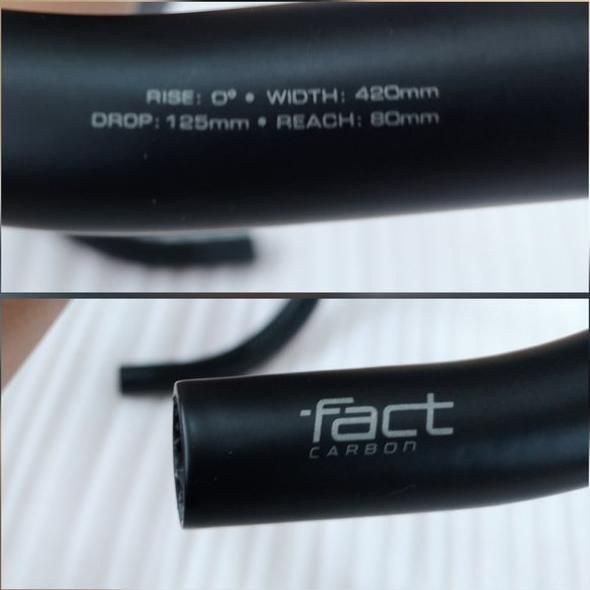 RISE: 0° • WIDTH: 420mm
DROP: 125mm • REACH: 80mm
fact
CARBON